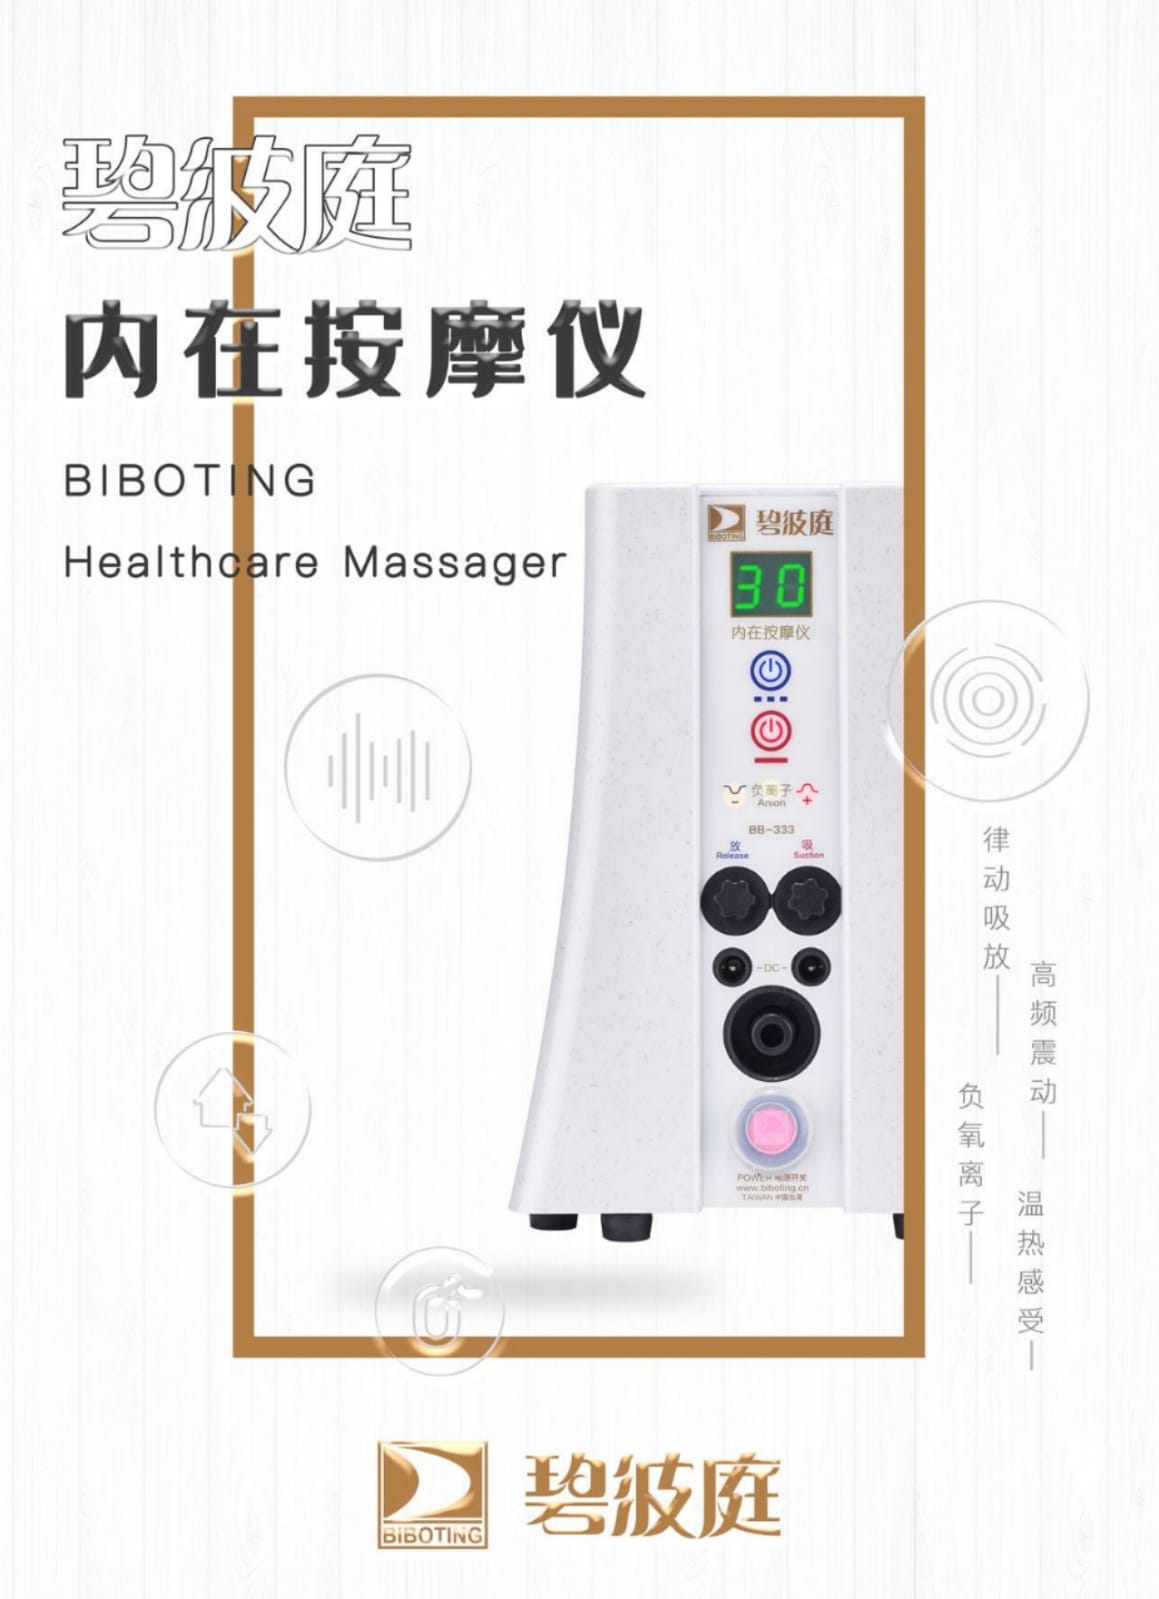 碧波庭
内在按摩仪
BIBOTING
Healthcare Massager
BIBOTING
碧波庭
30
内在按摩仪
负离子
Anion
BB-333
放
Release
吸
Suction
-DC-
POWER 电源开关
www.biboting.cn
TAIWAN 中国台湾
律动吸放
高频震动
负氧离子
温热感受
BIBOTING
碧波庭